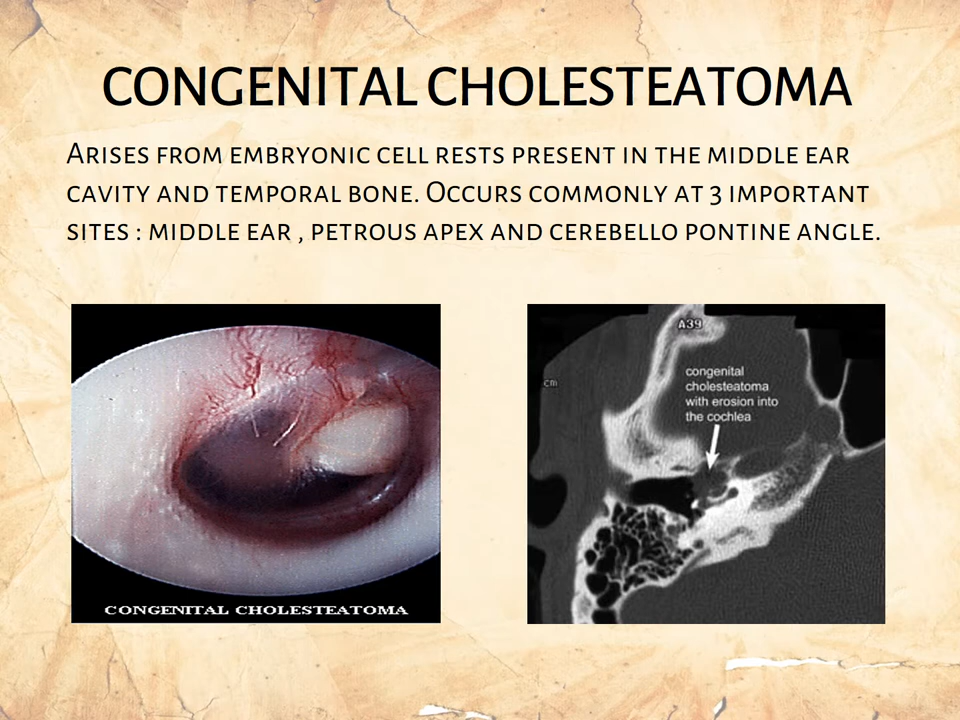 CONGENITAL CHOLESTEATOMA
Arises from embryonic cell rests present in the middle ear
cavity and temporal bone. Occurs commonly at 3 important
sites : middle ear , petrous apex and cerebello pontine angle.
A39
cm
congenital
cholesteatoma
with erosion into
the cochlea
CONGENITAL CHOLESTEATOMA